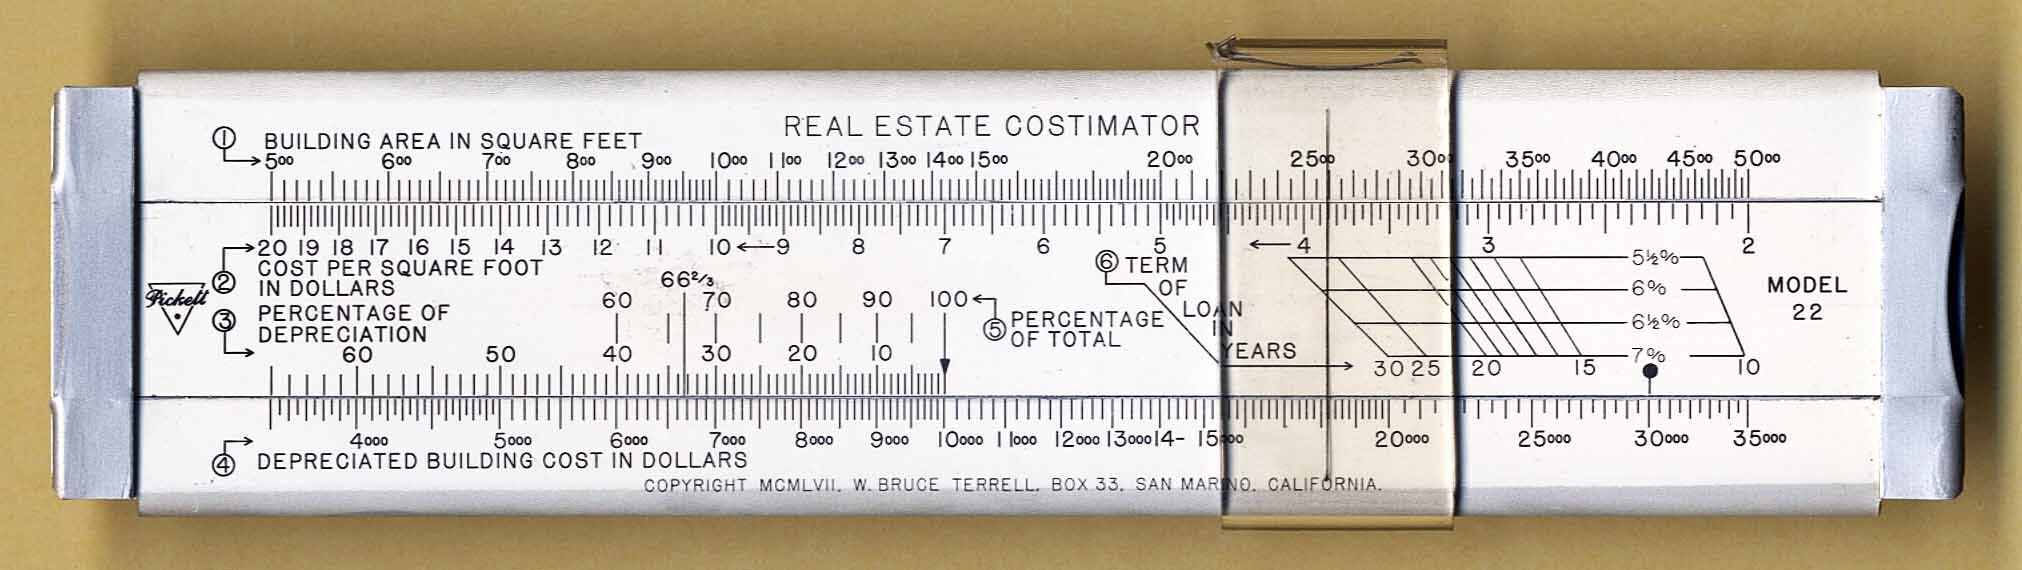 REAL ESTATE COSTIMATOR
① BUILDING AREA IN SQUARE FEET
500 600 700 800 900 1000 1100 1200 1300 1400 1500 2000 2500 3000 3500 4000 4500 5000
20 19 18 17 16 15 14 13 12 11 10 ←9 8 7 6 5 ←4 3 2
② COST PER SQUARE FOOT
IN DOLLARS
Pickett
③ PERCENTAGE OF
DEPRECIATION
66 2/3
60 70 80 90 100
⑤ PERCENTAGE
OF TOTAL
60 50 40 30 20 10
⑥ TERM
OF
LOAN
IN
YEARS
5½%
6%
6½%
7%
30 25 20 15 10
MODEL
22
4000 5000 6000 7000 8000 9000 10000 11000 12000 13000 14- 15000 20000 25000 30000 35000
④ DEPRECIATED BUILDING COST IN DOLLARS
COPYRIGHT MCMLVII, W. BRUCE TERRELL, BOX 33, SAN MARINO, CALIFORNIA.